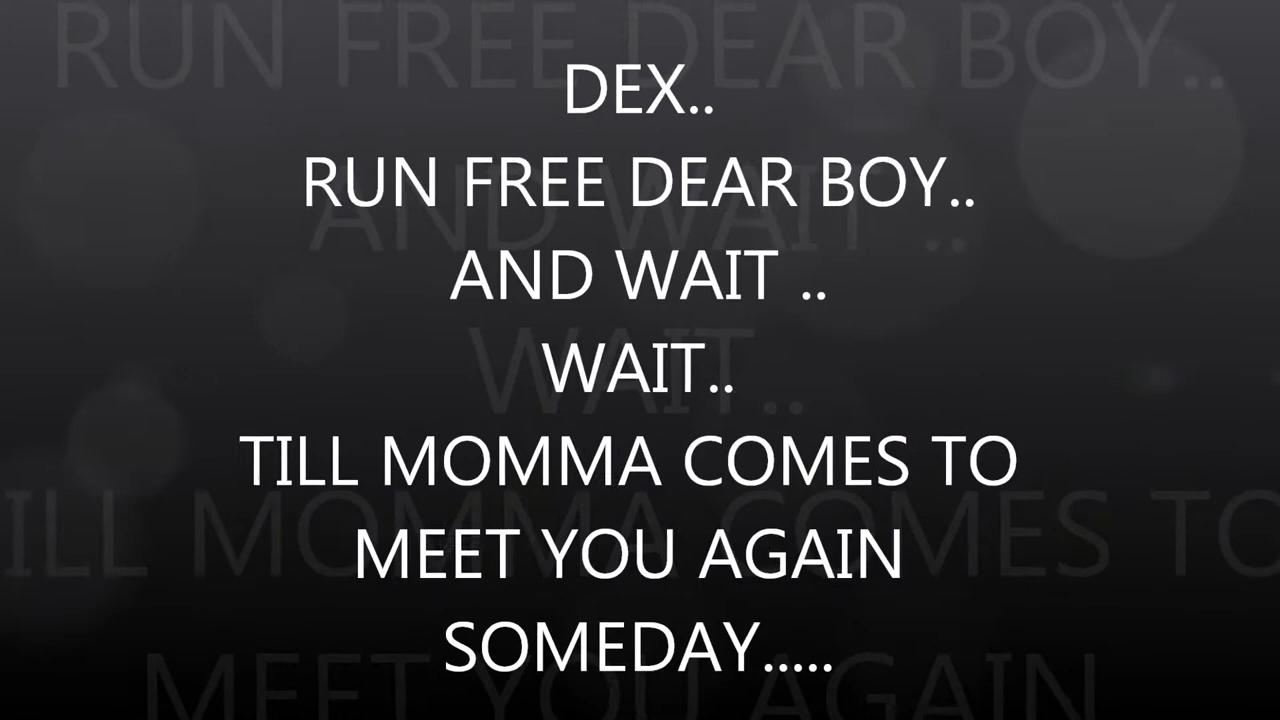 DEX..
RUN FREE DEAR BOY..
AND WAIT ..
WAIT..
TILL MOMMA COMES TO
MEET YOU AGAIN
SOMEDAY.....